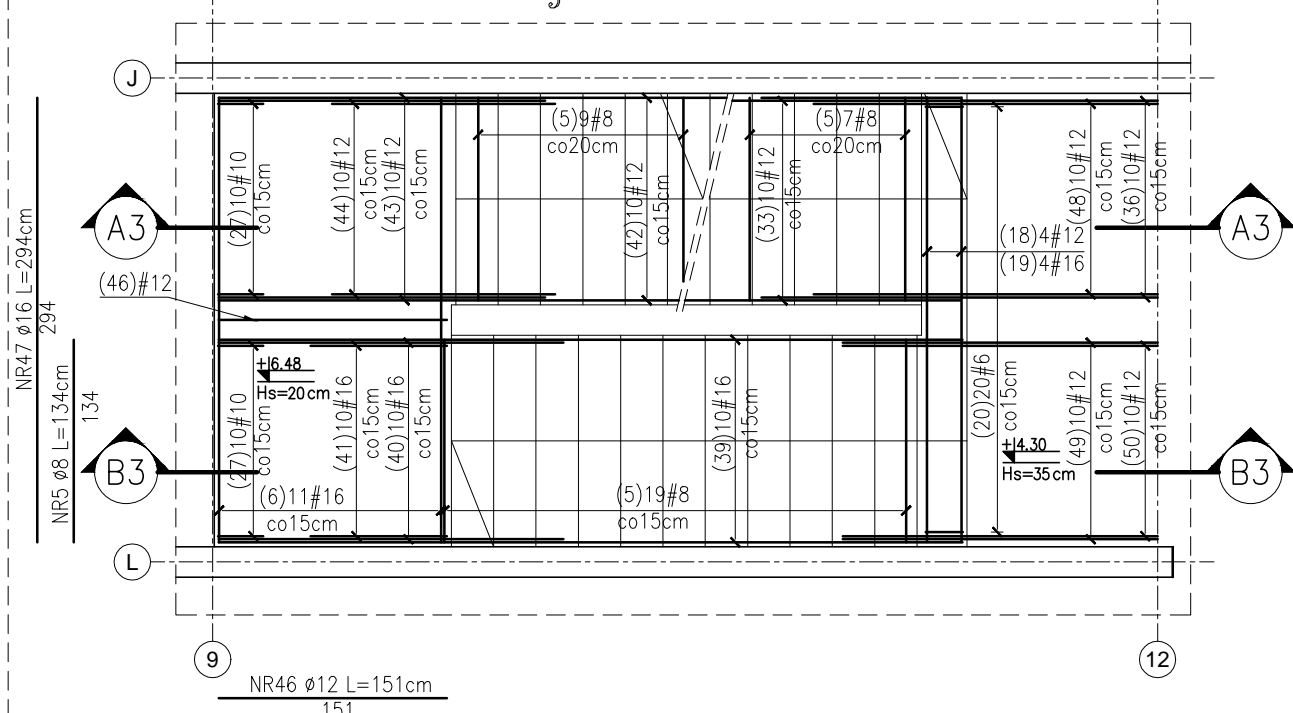 J
(5)9#8
co20cm
(5)7#8
co20cm
(27)10#10
co15cm
(44)10#12
co15cm
(43)10#12
co15cm
(42)10#12
co15cm
(33)10#12
co15cm
(48)10#12
co15cm
(36)10#12
co15cm
A3
A3
(18)4#12
(19)4#16
(46)#12
NR47 ø16 L=294cm
294
NR5 ø8 L=134cm
134
+6.48
Hs=20cm
(27)10#10
co15cm
(41)10#16
co15cm
(40)10#16
co15cm
(39)10#16
co15cm
(20)20#6
co15cm
+4.30
Hs=35cm
(49)10#12
co15cm
(50)10#12
co15cm
B3
B3
(6)11#16
co15cm
(5)19#8
co15cm
L
9
12
NR46 ø12 L=151cm
151